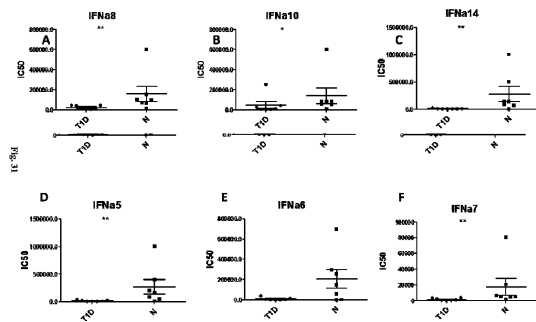 A
IFNa8
**
IC50
800000.0
600000.0
400000.0
200000.0
0.0
T1D
N
0
T1D
N
B
IFNa10
*
IC50
800000.0
600000.0
400000.0
200000.0
0.0
T1D
N
0.0
T1D
N
C
IFNa14
**
IC50
1500000.0
1000000.0
500000.0
0.0
T1D
N
0
T1D
N
Fig. 31
D
IFNa5
**
IC50
1500000.0
1000000.0
500000.0
0.0
T1D
N
E
IFNa6
IC50
800000.0
600000.0
400000.0
200000.0
0.0
T1D
N
F
IFNa7
**
IC50
100000
80000
60000
40000
20000
0
T1D
N